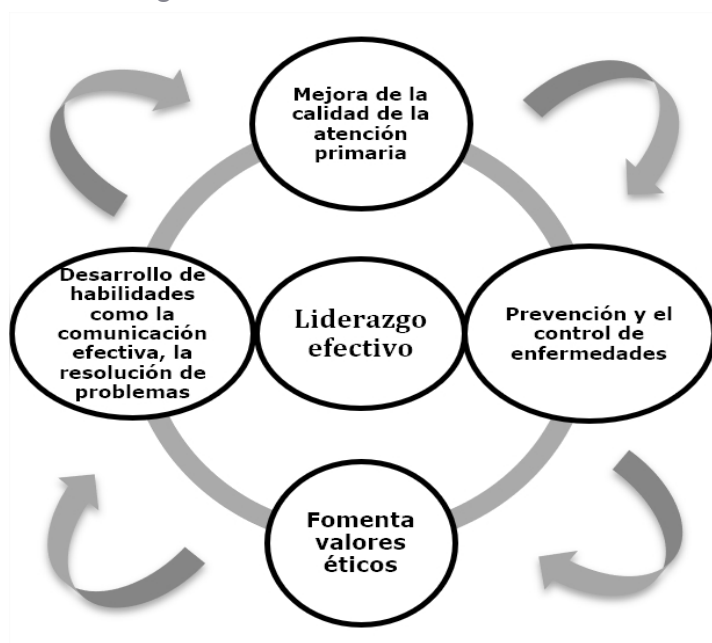 Mejora de la
calidad de la
atención
primaria
Desarrollo de
habilidades
como la
comunicación
efectiva, la
resolución de
problemas
Liderazgo
efectivo
Prevención y el
control de
enfermedades
Fomenta
valores
éticos